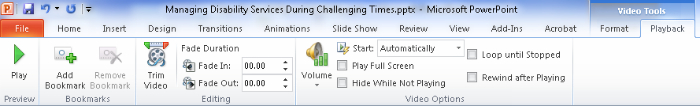 Managing Disability Services During Challenging Times.pptx - Microsoft PowerPoint
Video Tools
File Home Insert Design Transitions Animations Slide Show Review View Add-Ins Acrobat Format Playback
Play
Preview
Add Bookmark
Remove Bookmark
Bookmarks
Trim Video
Fade Duration
Fade In: 00.00
Fade Out: 00.00
Editing
Volume
Start: Automatically
Play Full Screen
Hide While Not Playing
Loop until Stopped
Rewind after Playing
Video Options